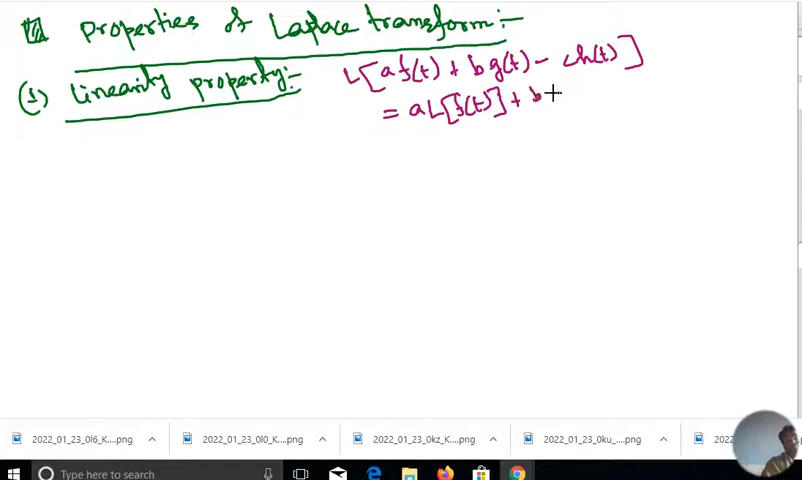 Properties of Laplace transform:-
(1) linearity property:- L[af(t) + bg(t) - ch(t)]
= aL[f(t)] + b
2022_01_23_0l6_K....png
2022_01_23_0l0_K....png
2022_01_23_0kz_K....png
2022_01_23_0ku_....png
202
Type here to search